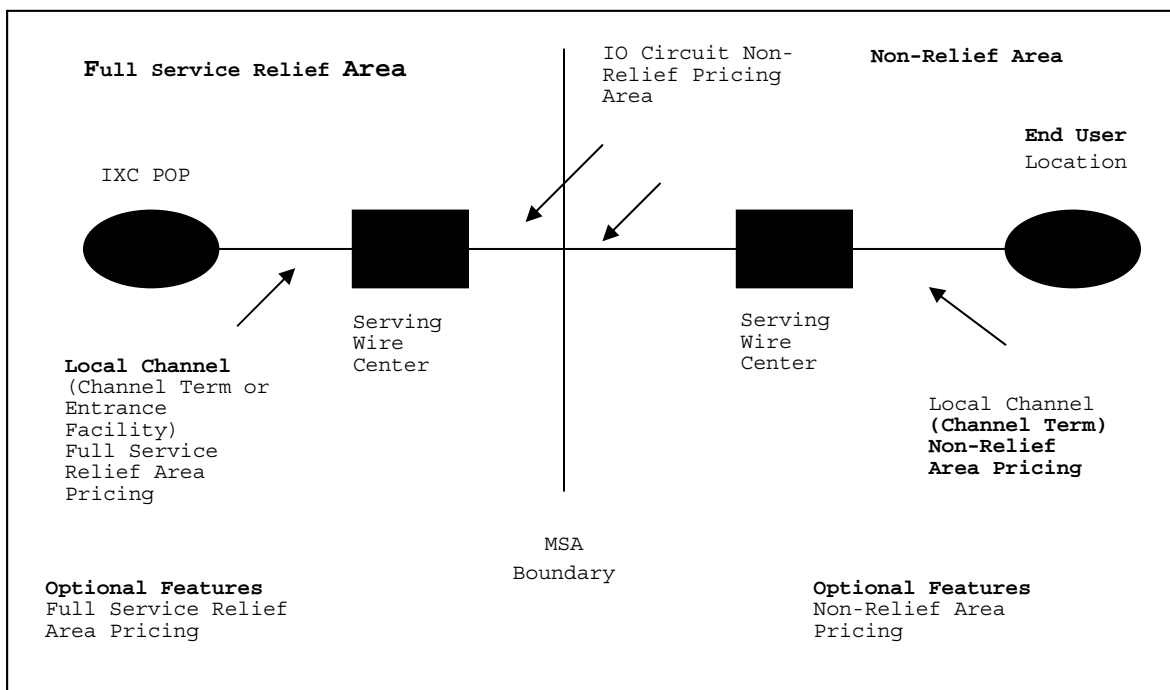 Full Service Relief Area
IO Circuit Non-
Relief Pricing
Area
Non-Relief Area
End User
Location
IXC POP
Serving
Wire
Center
Serving
Wire
Center
Local Channel
(Channel Term or
Entrance
Facility)
Full Service
Relief Area
Pricing
Local Channel
(Channel Term)
Non-Relief
Area Pricing
MSA
Boundary
Optional Features
Full Service Relief
Area Pricing
Optional Features
Non-Relief Area
Pricing